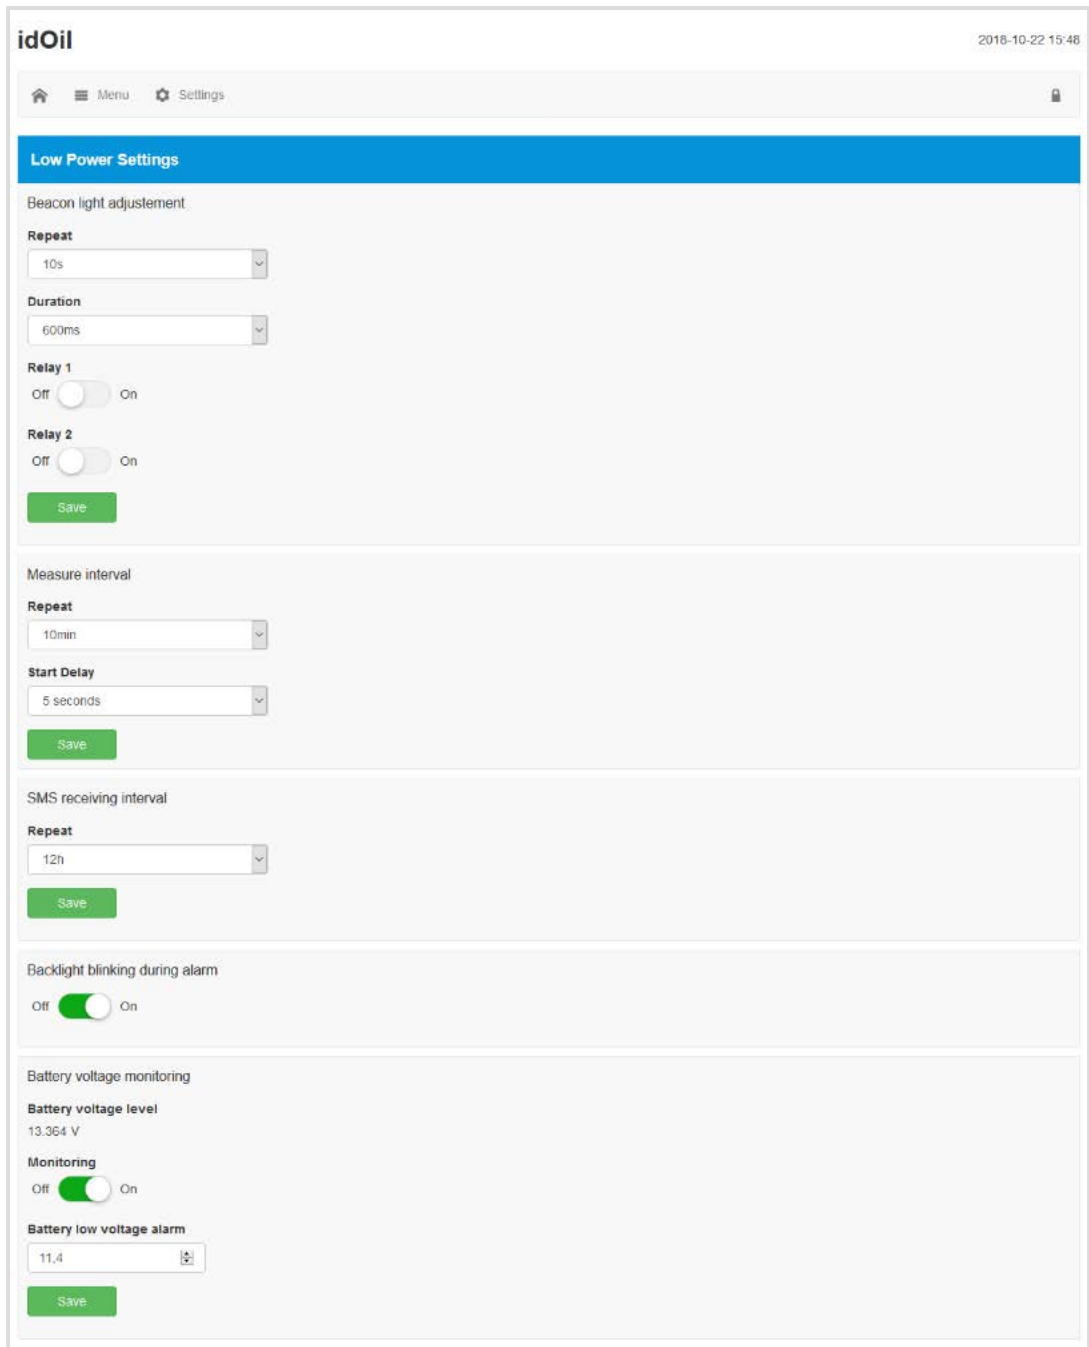 idOil
2018-10-22 15:48
Menu Settings
Low Power Settings
Beacon light adjustement
Repeat
10s
Duration
600ms
Relay 1
Off On
Relay 2
Off On
Save
Measure interval
Repeat
10min
Start Delay
5 seconds
Save
SMS receiving interval
Repeat
12h
Save
Backlight blinking during alarm
Off On
Battery voltage monitoring
Battery voltage level
13.364 V
Monitoring
Off On
Battery low voltage alarm
11,4
Save